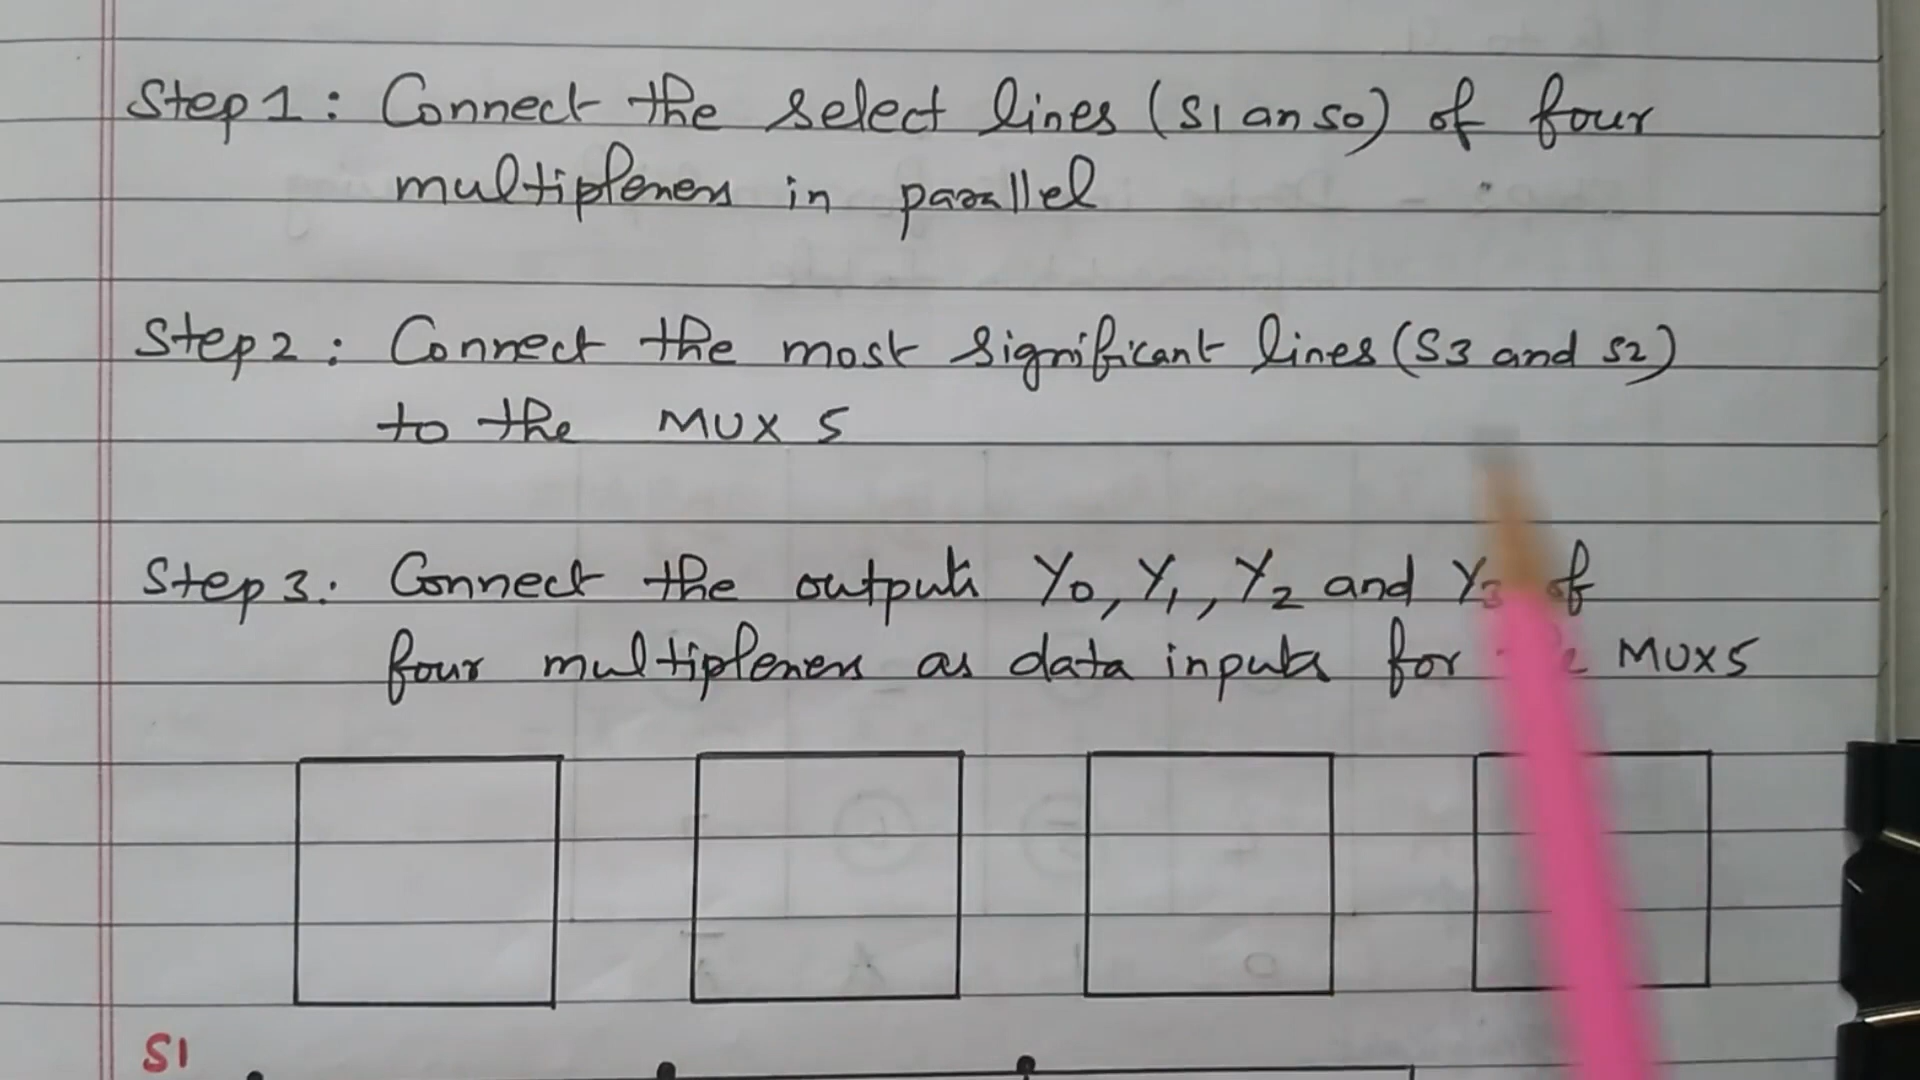 Step 1: Connect the select lines (S1 an S0) of four
multiplexers in parallel
Step 2: Connect the most significant lines (S3 and S2)
to the MUX 5
Step 3: Connect the outputs Y0, Y1, Y2 and Y3 of
four multiplexers as data inputs for MUX5
S1